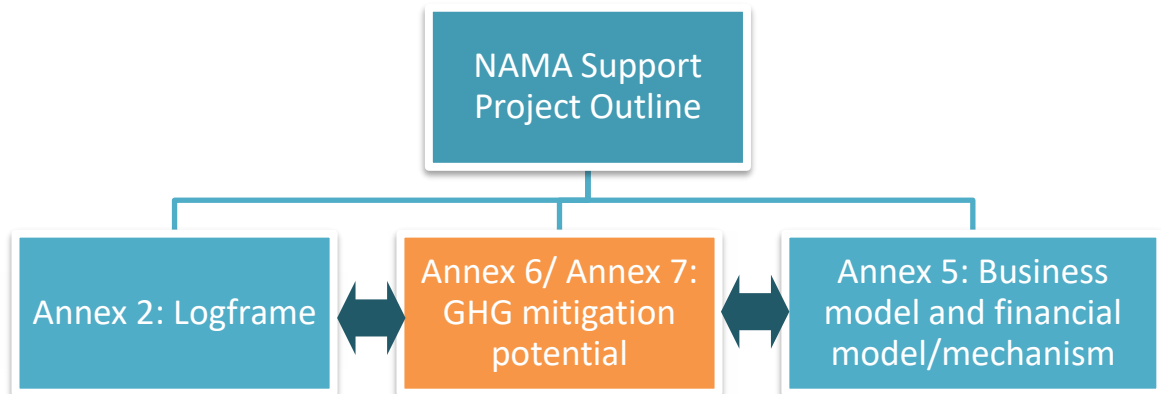 NAMA Support
Project Outline
Annex 2: Logframe
Annex 6/ Annex 7:
GHG mitigation
potential
Annex 5: Business
model and financial
model/mechanism